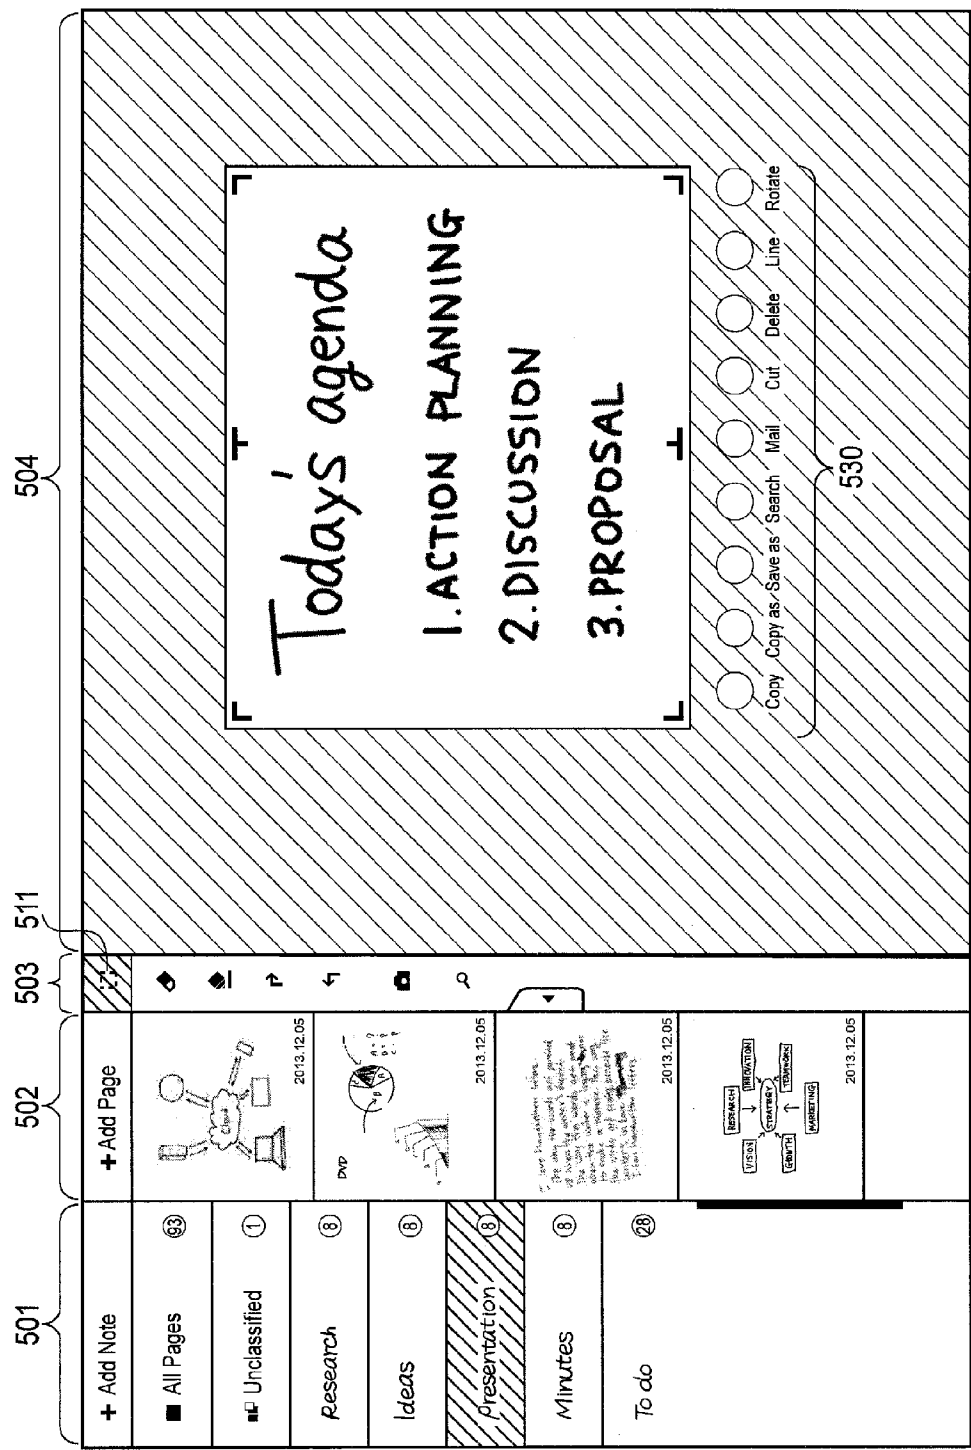 501
502
503
511
504
+ Add Note
All Pages
93
Unclassified
1
Research
8
Ideas
8
Presentation
8
Minutes
8
To do
28
+ Add Page
Cloud
2013.12.05
DVD
2013.12.05
2013.12.05
RESEARCH
VISION
INNOVATION
STRATEGY
GROWTH
TEAMWORK
MARKETING
2013.12.05
Today's agenda
1. ACTION PLANNING
2. DISCUSSION
3. PROPOSAL
Copy
Copy as
Save as
Search
Mail
Cut
Delete
Line
Rotate
530